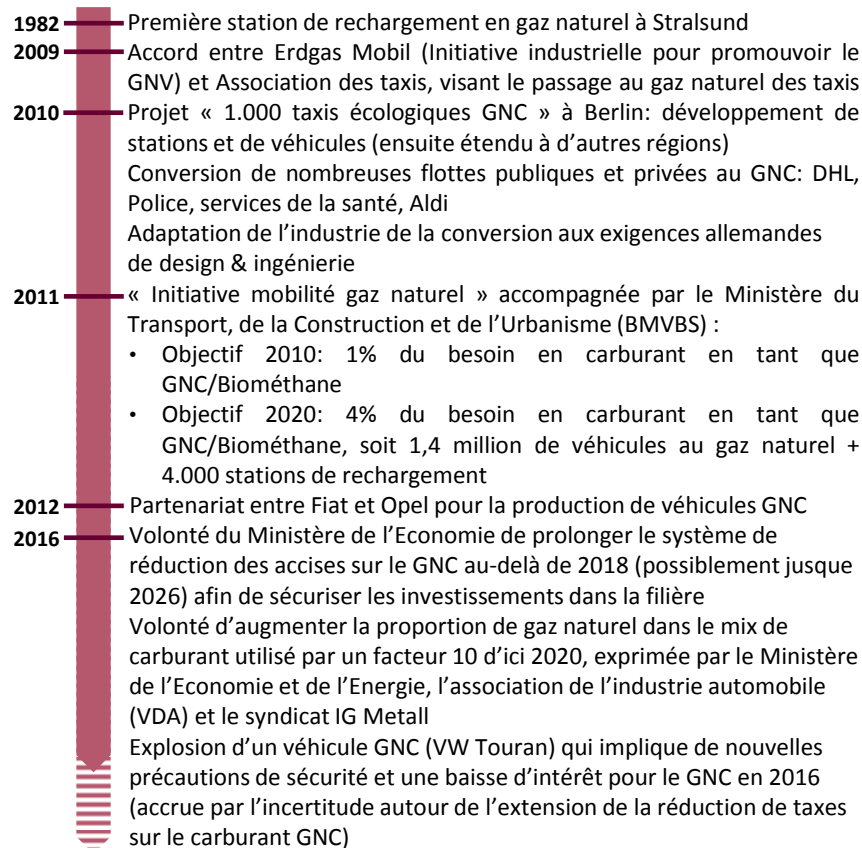 1982 Première station de rechargement en gaz naturel à Stralsund
2009 Accord entre Erdgas Mobil (Initiative industrielle pour promouvoir le
GNV) et Association des taxis, visant le passage au gaz naturel des taxis
2010 Projet « 1.000 taxis écologiques GNC » à Berlin: développement de
stations et de véhicules (ensuite étendu à d’autres régions)
Conversion de nombreuses flottes publiques et privées au GNC: DHL,
Police, services de la santé, Aldi
Adaptation de l’industrie de la conversion aux exigences allemandes
de design & ingénierie
2011 « Initiative mobilité gaz naturel » accompagnée par le Ministère du
Transport, de la Construction et de l’Urbanisme (BMVBS) :
• Objectif 2010: 1% du besoin en carburant en tant que
GNC/Biométhane
• Objectif 2020: 4% du besoin en carburant en tant que
GNC/Biométhane, soit 1,4 million de véhicules au gaz naturel +
4.000 stations de rechargement
2012 Partenariat entre Fiat et Opel pour la production de véhicules GNC
2016 Volonté du Ministère de l’Economie de prolonger le système de
réduction des accises sur le GNC au-delà de 2018 (possiblement jusque
2026) afin de sécuriser les investissements dans la filière
Volonté d’augmenter la proportion de gaz naturel dans le mix de
carburant utilisé par un facteur 10 d’ici 2020, exprimée par le Ministère
de l’Economie et de l’Energie, l’association de l’industrie automobile
(VDA) et le syndicat IG Metall
Explosion d’un véhicule GNC (VW Touran) qui implique de nouvelles
précautions de sécurité et une baisse d’intérêt pour le GNC en 2016
(accrue par l’incertitude autour de l’extension de la réduction de taxes
sur le carburant GNC)